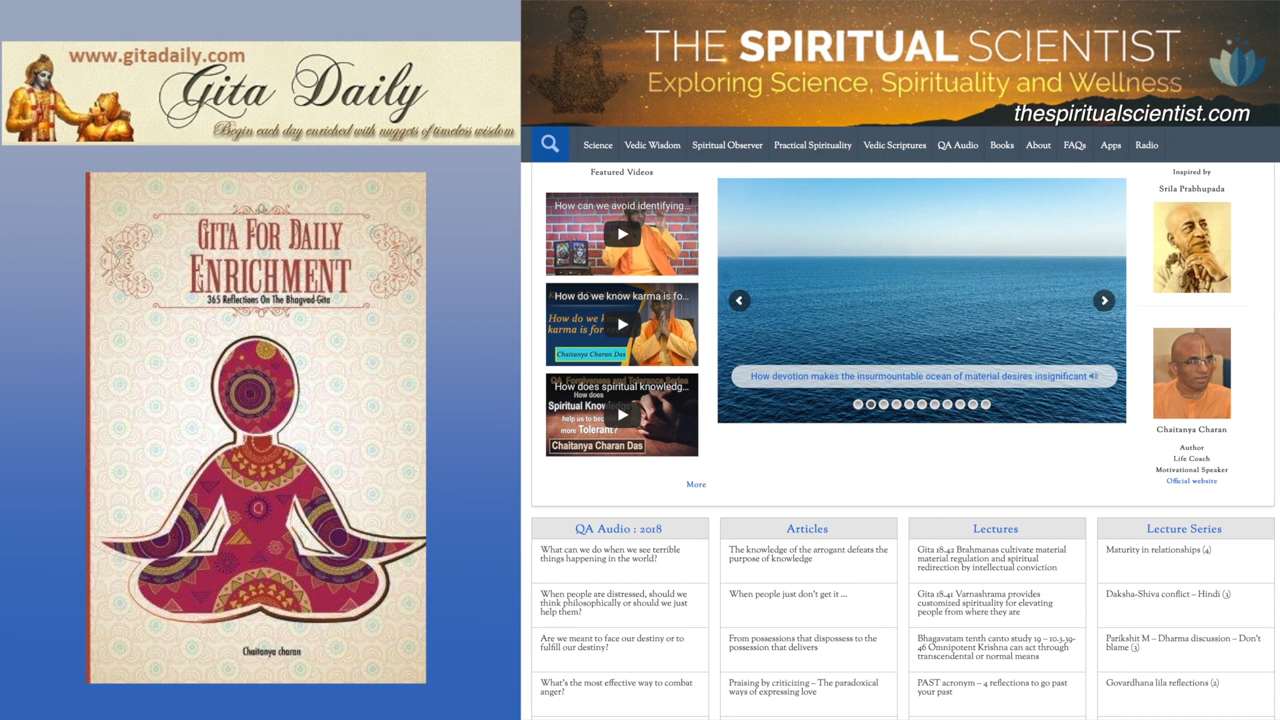 www.gitadaily.com
Gita Daily
Begin each day enriched with nuggets of timeless wisdom
GITA FOR DAILY
ENRICHMENT
365 Reflections On The Bhagvad-Gita
Chaitanya charan
THE SPIRITUAL SCIENTIST
Exploring Science, Spirituality and Wellness
thespiritualscientist.com
Science Vedic Wisdom Spiritual Observer Practical Spirituality Vedic Scriptures QA Audio Books About FAQs Apps Radio
Featured Videos
How can we avoid identifying...
How do we know karma is fo...
How do we k
karma is for
Chaitanya Charan Das
How does spiritual knowledg...
QA Forgiveness and Tolerance Series
How does
Spiritual Know
help us to be
more Tolerant?
Chaitanya Charan Das
More
How devotion makes the insurmountable ocean of material desires insignificant
Inspired by
Srila Prabhupada
Chaitanya Charan
Author
Life Coach
Motivational Speaker
Official website
QA Audio : 2018
What can we do when we see terrible
things happening in the world?
When people are distressed, should we
think philosophically or should we just
help them?
Are we meant to face our destiny or to
fulfill our destiny?
What's the most effective way to combat
anger?
Articles
The knowledge of the arrogant defeats the
purpose of knowledge
When people just don't get it ...
From possessions that dispossess to the
possession that delivers
Praising by criticizing – The paradoxical
ways of expressing love
Lectures
Gita 18.42 Brahmanas cultivate material
material regulation and spiritual
redirection by intellectual conviction
Gita 18.41 Varnashrama provides
customized spirituality for elevating
people from where they are
Bhagavatam tenth canto study 19 – 10.3.39-
46 Omnipotent Krishna can act through
transcendental or normal means
PAST acronym – 4 reflections to go past
your past
Lecture Series
Maturity in relationships (4)
Daksha-Shiva conflict – Hindi (3)
Parikshit M – Dharma discussion – Don't
blame (3)
Govardhana lila reflections (2)